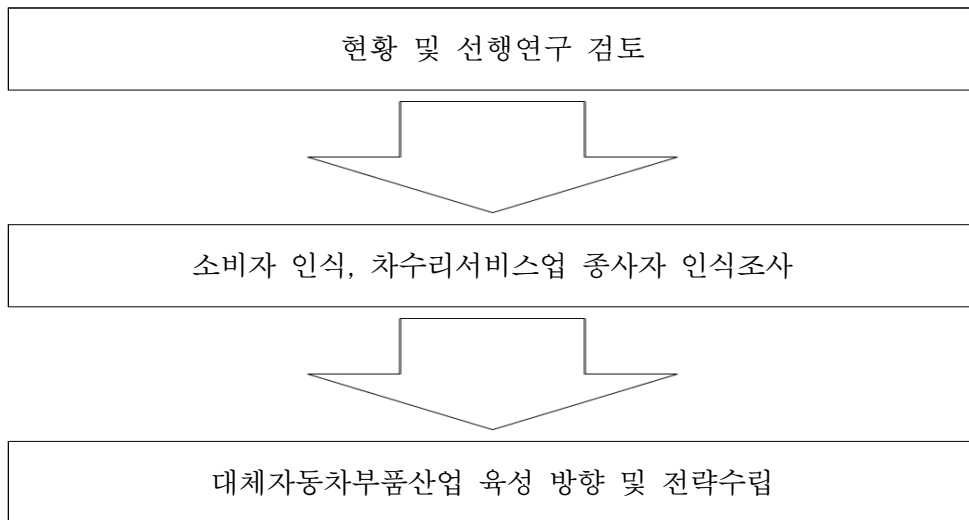 현황 및 선행연구 검토
소비자 인식, 차수리서비스업 종사자 인식조사
대체자동차부품산업 육성 방향 및 전략수립